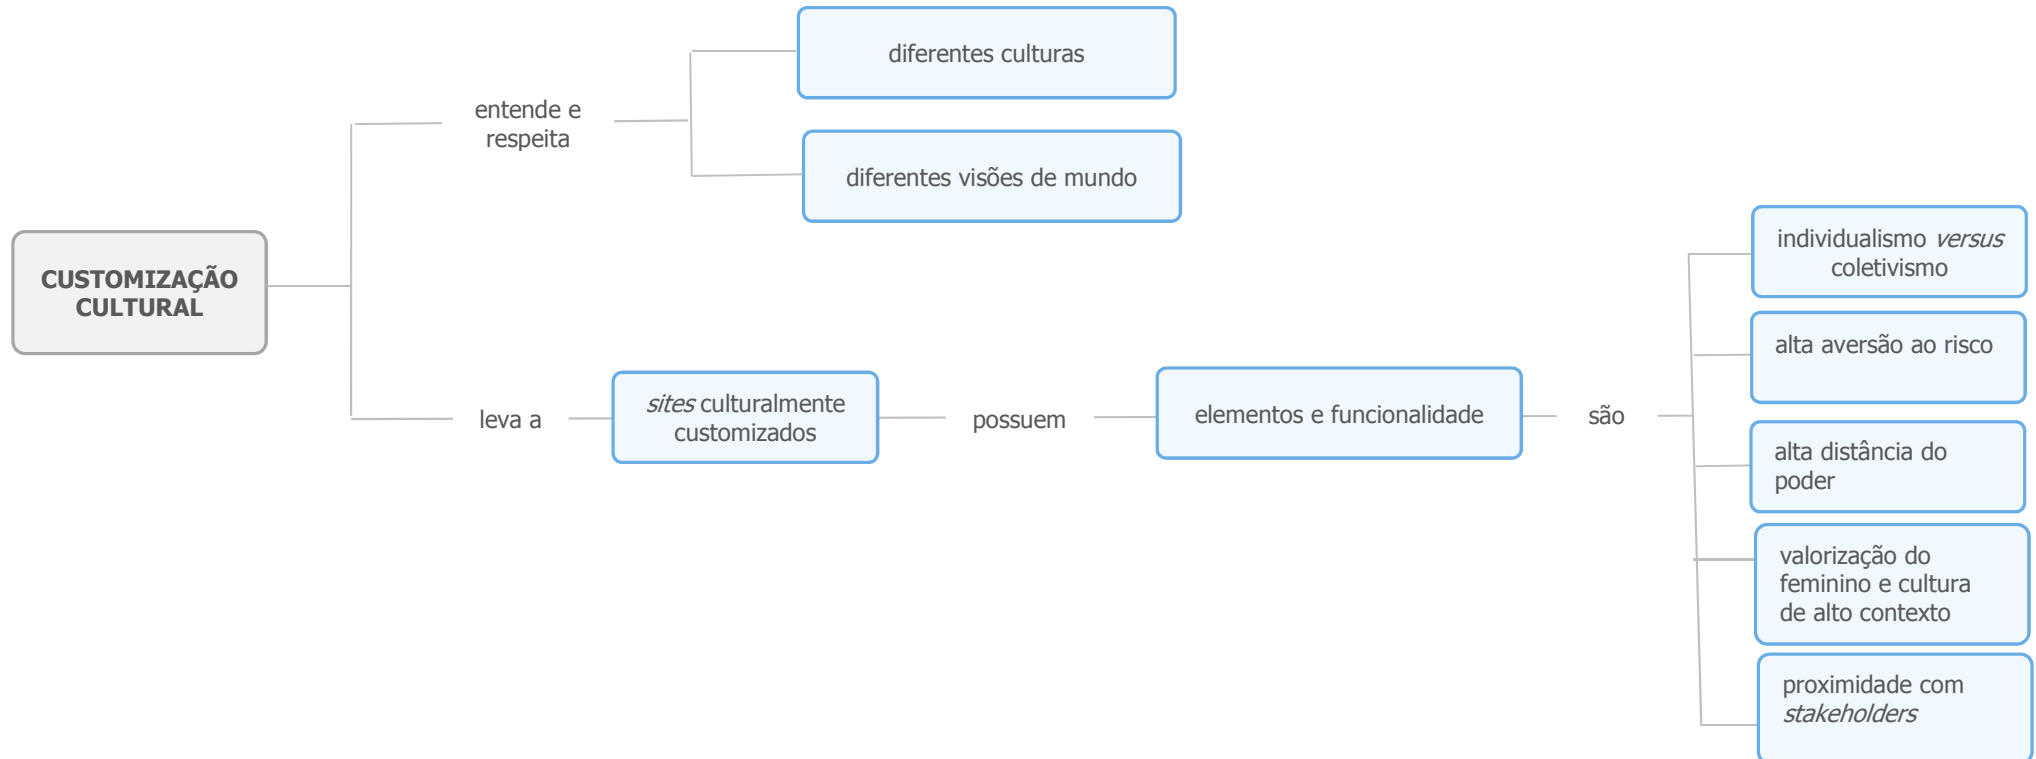 diferentes culturas
entende e
respeita
diferentes visões de mundo
CUSTOMIZAÇÃO
CULTURAL
leva a
sites culturalmente
customizados
possuem
elementos e funcionalidade
são
individualismo versus
coletivismo
alta aversão ao risco
alta distância do
poder
valorização do
feminino e cultura
de alto contexto
proximidade com
stakeholders